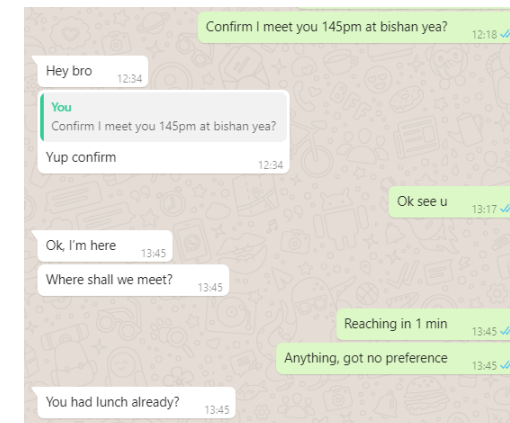 Confirm I meet you 145pm at bishan yea?
12:18
Hey bro
12:34
You
Confirm I meet you 145pm at bishan yea?
Yup confirm
12:34
Ok see u
13:17
Ok, I'm here
13:45
Where shall we meet?
13:45
Reaching in 1 min
13:45
Anything, got no preference
13:45
You had lunch already?
13:45